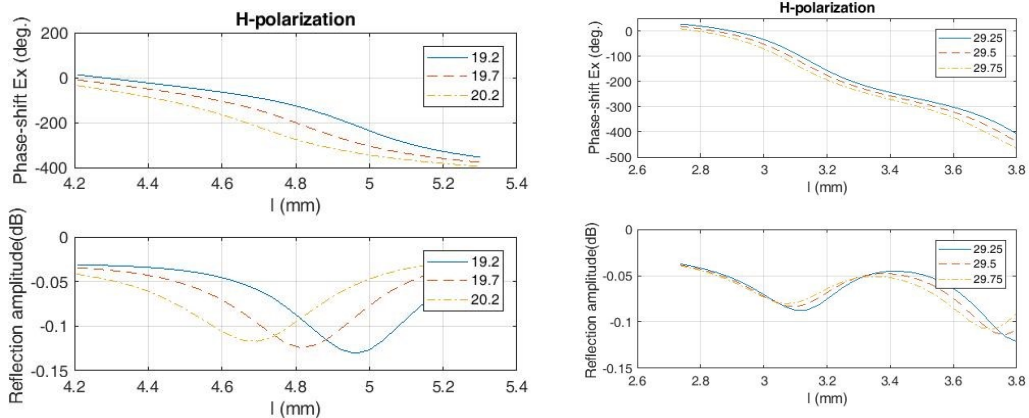 H-polarization
Phase-shift Ex (deg.)
200
0
-200
-400
19.2
19.7
20.2
4.2 4.4 4.6 4.8 5 5.2 5.4
l (mm)
Reflection amplitude(dB)
0
-0.05
-0.1
-0.15
19.2
19.7
20.2
4.2 4.4 4.6 4.8 5 5.2 5.4
l (mm)
H-polarization
Phase-shift Ex (deg.)
0
-100
-200
-300
-400
-500
29.25
29.5
29.75
2.6 2.8 3 3.2 3.4 3.6 3.8
l (mm)
Reflection amplitude(dB)
0
-0.05
-0.1
-0.15
29.25
29.5
29.75
2.6 2.8 3 3.2 3.4 3.6 3.8
l (mm)